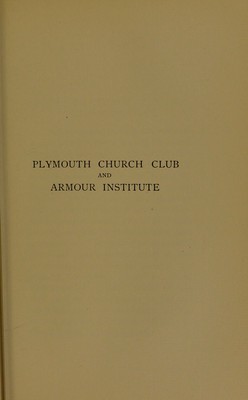 PLYMOUTH CHURCH CLUB
AND
ARMOUR INSTITUTE